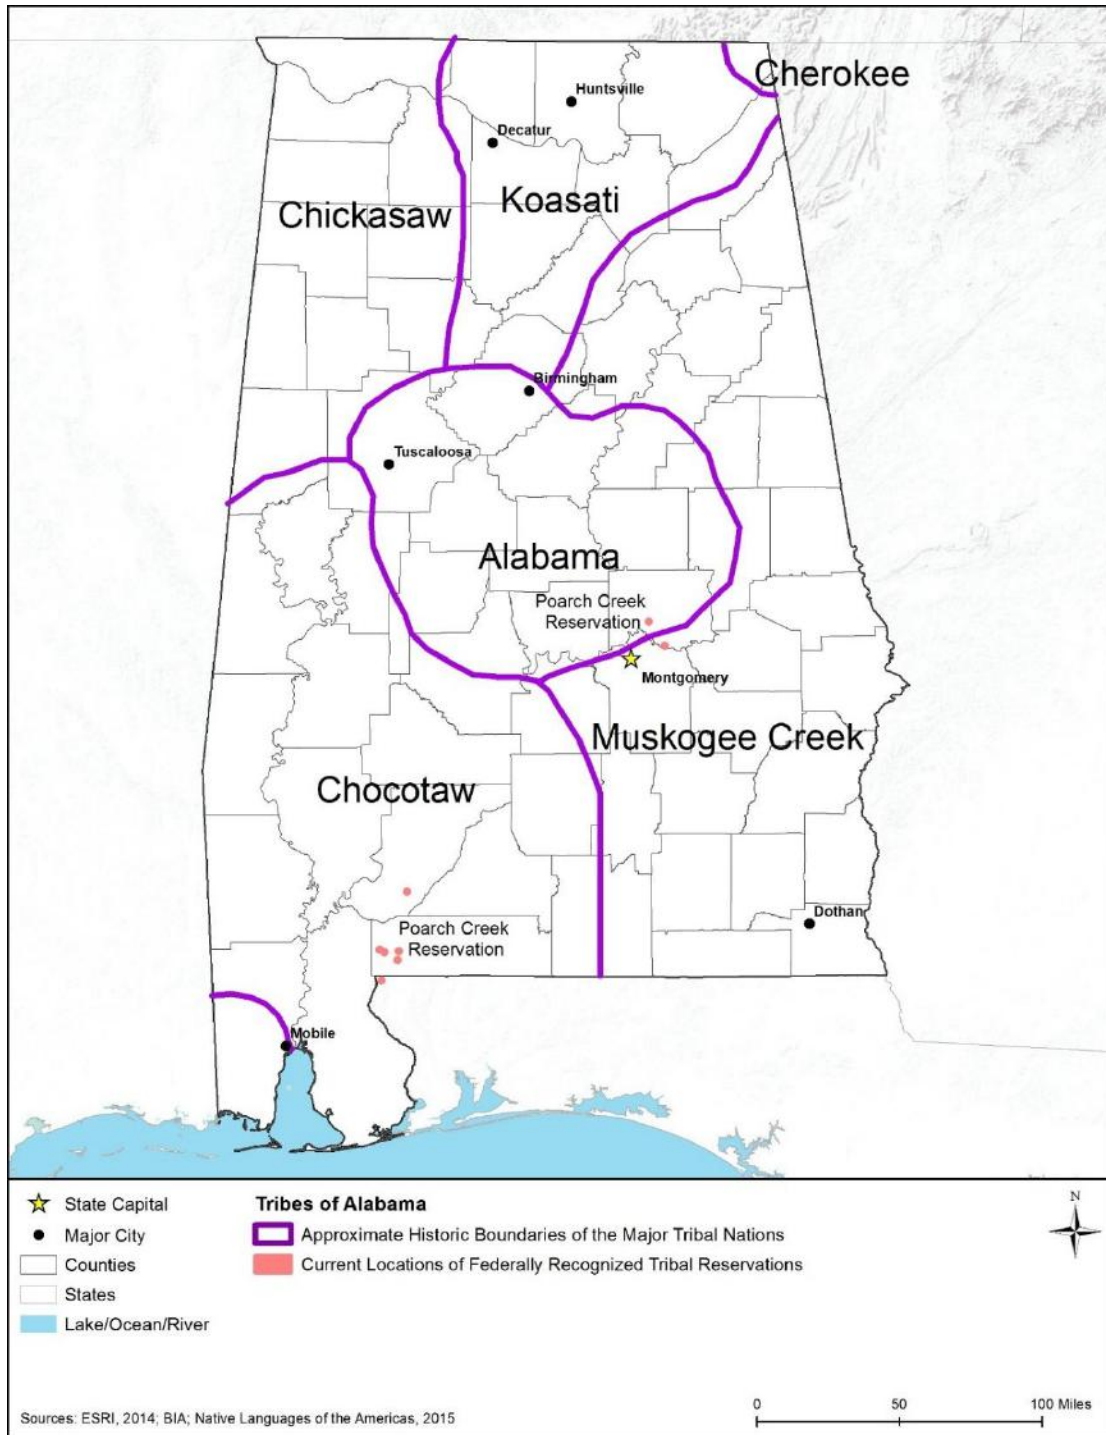 Cherokee
Huntsville
Decatur
Koasati
Chickasaw
Birmingham
Tuscaloosa
Alabama
Poarch Creek
Reservation
Montgomery
Muskogee Creek
Chocotaw
Dothan
Poarch Creek
Reservation
Mobile
State Capital
Major City
Counties
States
Lake/Ocean/River
Tribes of Alabama
Approximate Historic Boundaries of the Major Tribal Nations
Current Locations of Federally Recognized Tribal Reservations
N
Sources: ESRI, 2014; BIA; Native Languages of the Americas, 2015
0 50 100 Miles